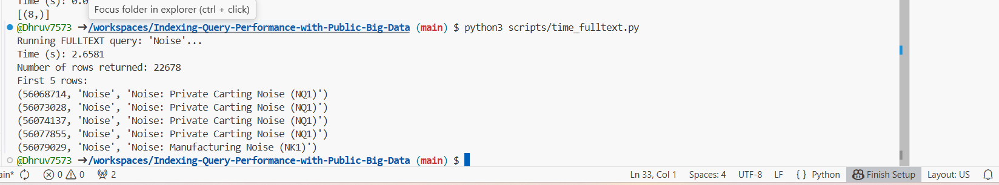 Time (s): 0.0
Focus folder in explorer (ctrl + click)
[(8,)]
@Dhruv7573 ➜/workspaces/Indexing-Query-Performance-with-Public-Big-Data (main) $ python3 scripts/time_fulltext.py
Running FULLTEXT query: 'Noise'...
Time (s): 2.6581
Number of rows returned: 22678
First 5 rows:
(56068714, 'Noise', 'Noise: Private Carting Noise (NQ1)')
(56073028, 'Noise', 'Noise: Private Carting Noise (NQ1)')
(56074137, 'Noise', 'Noise: Private Carting Noise (NQ1)')
(56077855, 'Noise', 'Noise: Private Carting Noise (NQ1)')
(56079029, 'Noise', 'Noise: Manufacturing Noise (NK1)')
@Dhruv7573 ➜/workspaces/Indexing-Query-Performance-with-Public-Big-Data (main) $
ain* 0 0 2 Ln 33, Col 1 Spaces: 4 UTF-8 LF { } Python Finish Setup Layout: US